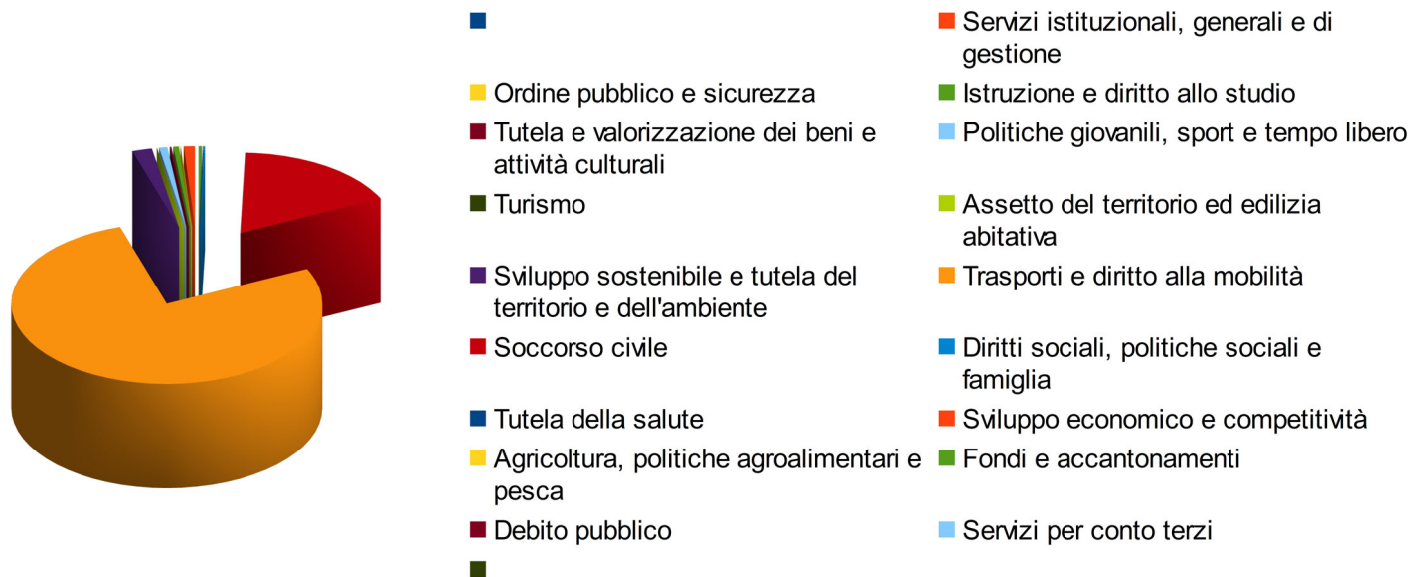 Servizi istituzionali, generali e di
gestione
Ordine pubblico e sicurezza
Istruzione e diritto allo studio
Tutela e valorizzazione dei beni e
attività culturali
Politiche giovanili, sport e tempo libero
Turismo
Assetto del territorio ed edilizia
abitativa
Sviluppo sostenibile e tutela del
territorio e dell'ambiente
Trasporti e diritto alla mobilità
Soccorso civile
Diritti sociali, politiche sociali e
famiglia
Tutela della salute
Sviluppo economico e competitività
Agricoltura, politiche agroalimentari e
pesca
Fondi e accantonamenti
Debito pubblico
Servizi per conto terzi